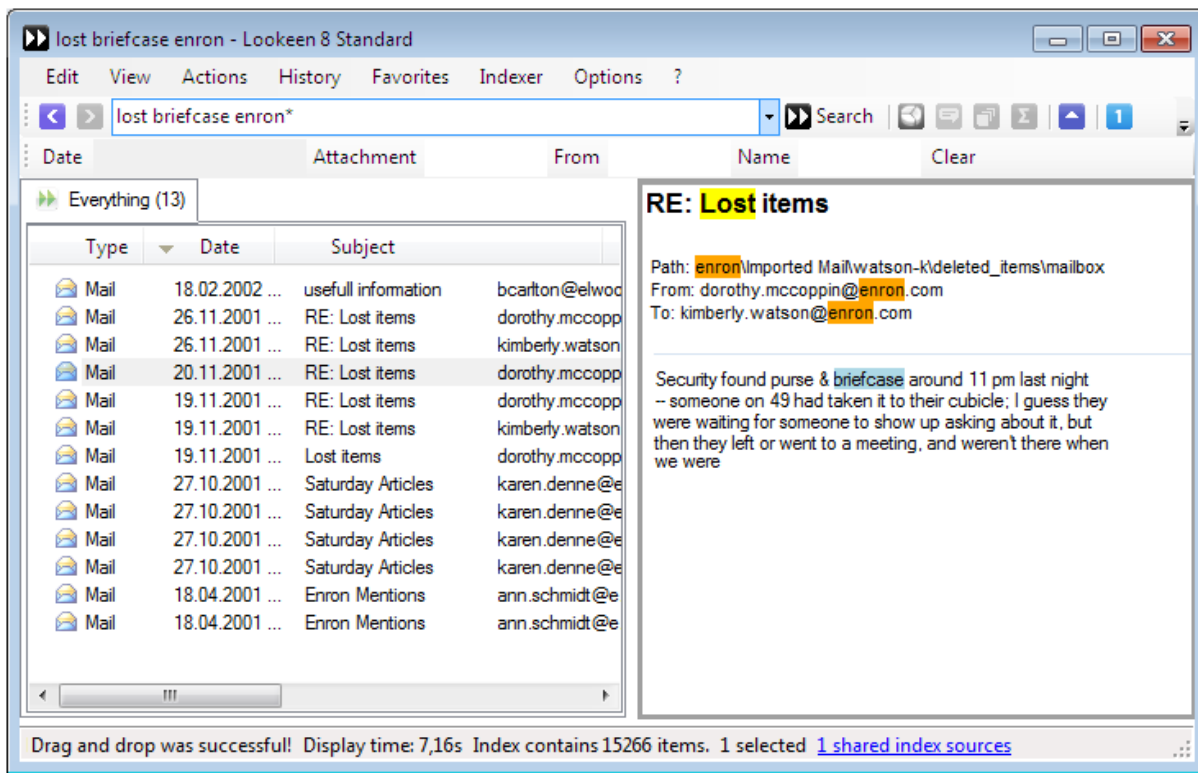 lost briefcase enron - Lookeen 8 Standard
Edit View Actions History Favorites Indexer Options ?
lost briefcase enron* Search Σ 1
Date Attachment From Name Clear
Everything (13)
Type Date Subject
Mail 18.02.2002 ... usefull information bcarlton@elwoo
Mail 26.11.2001 ... RE: Lost items dorothy.mccopp
Mail 26.11.2001 ... RE: Lost items kimberly.watson
Mail 20.11.2001 ... RE: Lost items dorothy.mccopp
Mail 19.11.2001 ... RE: Lost items dorothy.mccopp
Mail 19.11.2001 ... RE: Lost items kimberly.watson
Mail 19.11.2001 ... Lost items dorothy.mccopp
Mail 27.10.2001 ... Saturday Articles karen.denne@e
Mail 27.10.2001 ... Saturday Articles karen.denne@e
Mail 27.10.2001 ... Saturday Articles karen.denne@e
Mail 27.10.2001 ... Saturday Articles karen.denne@e
Mail 18.04.2001 ... Enron Mentions ann.schmidt@e
Mail 18.04.2001 ... Enron Mentions ann.schmidt@e
RE: Lost items
Path: enron\Imported Mail\watson-k\deleted_items\mailbox
From: dorothy.mccoppin@enron.com
To: kimberly.watson@enron.com
Security found purse & briefcase around 11 pm last night
-- someone on 49 had taken it to their cubicle; I guess they
were waiting for someone to show up asking about it, but
then they left or went to a meeting, and weren't there when
we were
Drag and drop was successful! Display time: 7,16s Index contains 15266 items. 1 selected 1 shared index sources